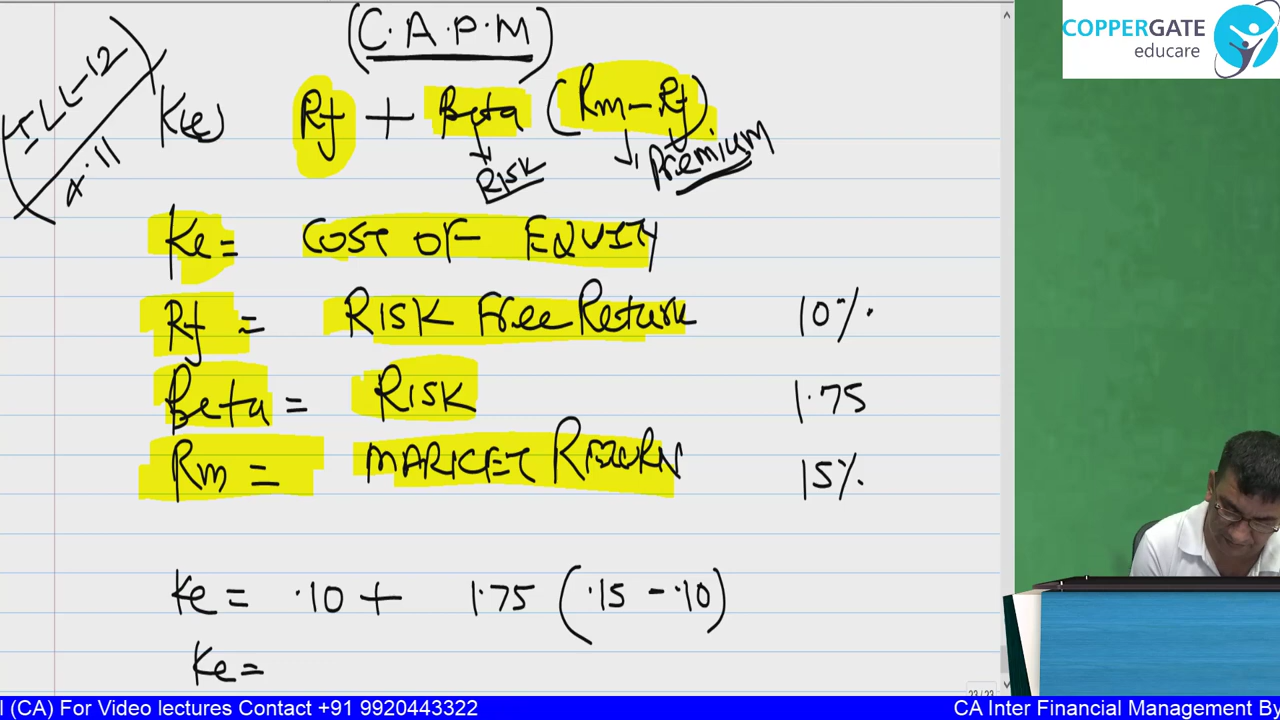 (C.A.P.M)
COPPERGATE
educare
ILL-12
4.11
Ke Rf + Beta (Rm-Rf).
Risk
Premium
Ke = COST OF EQUITY
Rf = RISK Free Return 10%.
Beta = RISK 1.75
Rm = MARKET RETURN 15%.
Ke = .10 + 1.75 (.15 - .10)
Ke =
23/23
l (CA) For Video lectures Contact +91 9920443322
CA Inter Financial Management By